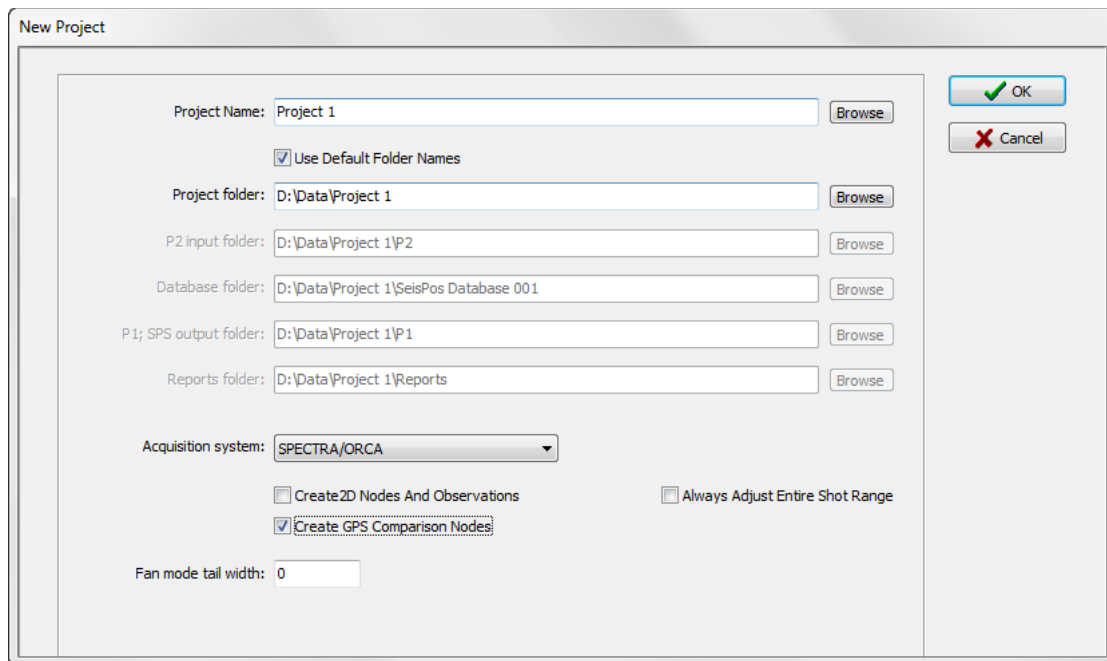 New Project
Project Name: Project 1 Browse
OK
Cancel
Use Default Folder Names
Project folder: D:\Data\Project 1 Browse
P2 input folder: D:\Data\Project 1\P2 Browse
Database folder: D:\Data\Project 1\SeisPos Database 001 Browse
P1; SPS output folder: D:\Data\Project 1\P1 Browse
Reports folder: D:\Data\Project 1\Reports Browse
Acquisition system: SPECTRA/ORCA
Create2D Nodes And Observations Always Adjust Entire Shot Range
Create GPS Comparison Nodes
Fan mode tail width: 0